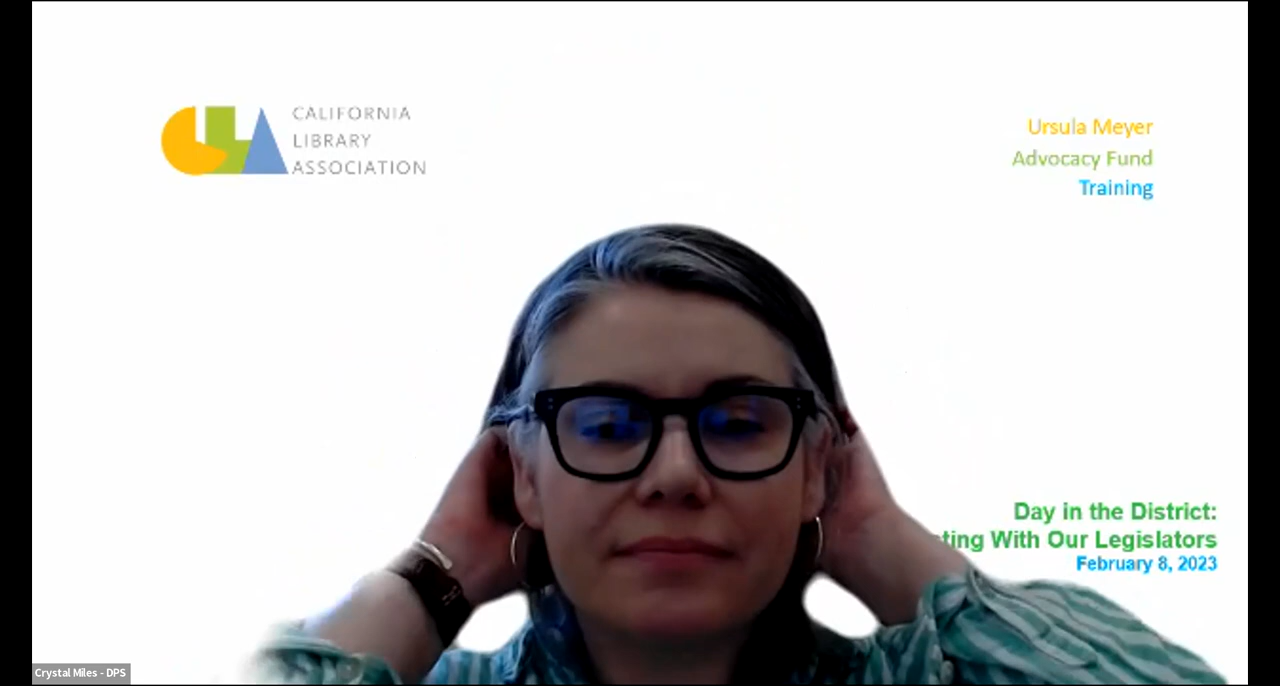 CALIFORNIA
LIBRARY
ASSOCIATION
Ursula Meyer
Advocacy Fund
Training
Day in the District:
With Our Legislators
February 8, 2023
Crystal Miles - DPS